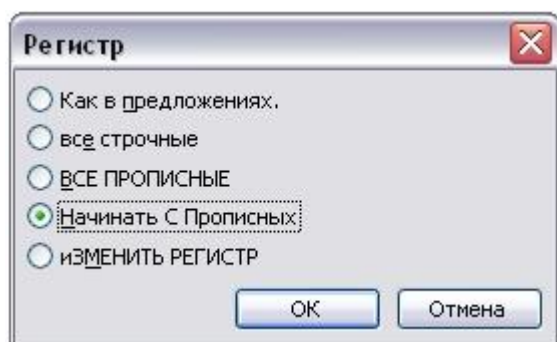 Регистр
Как в предложениях.
все строчные
ВСЕ ПРОПИСНЫЕ
Начинать С Прописных
иЗМЕНИТЬ РЕГИСТР
ОК Отмена